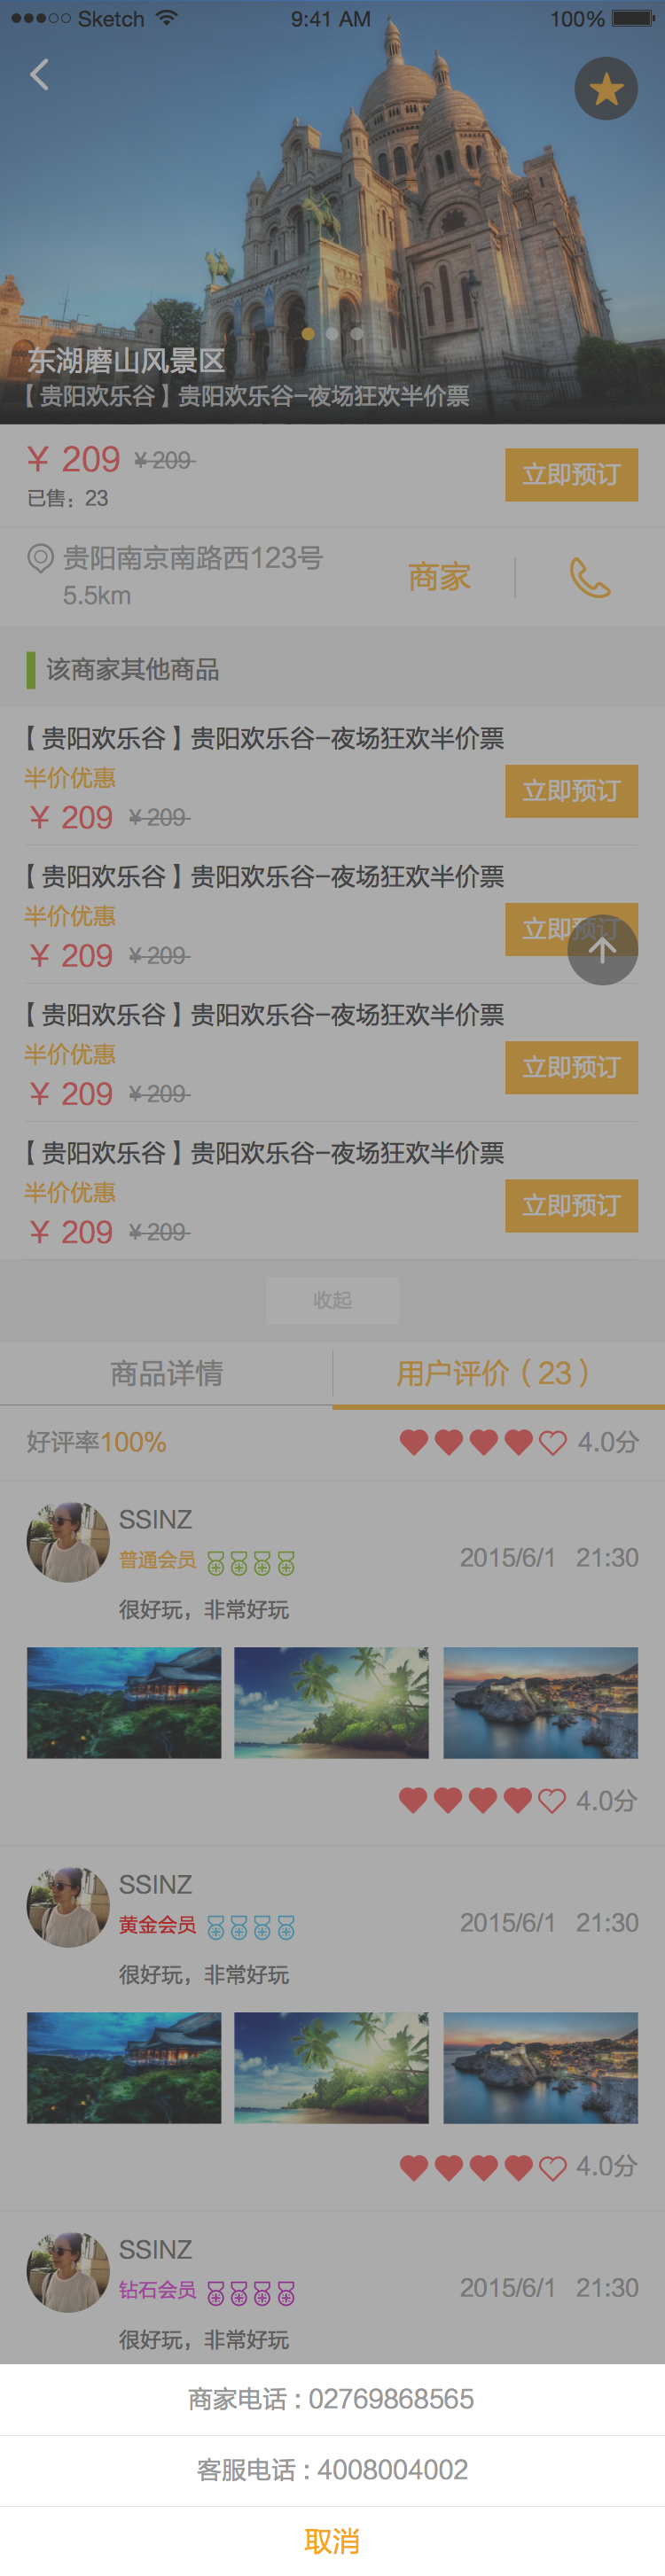 Sketch 9:41 AM 100%
东湖磨山风景区
【贵阳欢乐谷】贵阳欢乐谷-夜场狂欢半价票
¥ 209 ¥ 209
立即预订
已售：23
贵阳南京南路西123号
5.5km
商家
该商家其他商品
【贵阳欢乐谷】贵阳欢乐谷-夜场狂欢半价票
半价优惠
立即预订
¥ 209 ¥ 209
【贵阳欢乐谷】贵阳欢乐谷-夜场狂欢半价票
半价优惠
立即预订
¥ 209 ¥ 209
【贵阳欢乐谷】贵阳欢乐谷-夜场狂欢半价票
半价优惠
立即预订
¥ 209 ¥ 209
【贵阳欢乐谷】贵阳欢乐谷-夜场狂欢半价票
半价优惠
立即预订
¥ 209 ¥ 209
收起
商品详情 用户评价（23）
好评率100% 4.0分
SSINZ
普通会员 2015/6/1 21:30
很好玩，非常好玩
4.0分
SSINZ
黄金会员 2015/6/1 21:30
很好玩，非常好玩
4.0分
SSINZ
钻石会员 2015/6/1 21:30
很好玩，非常好玩
商家电话：02769868565
客服电话：4008004002
取消